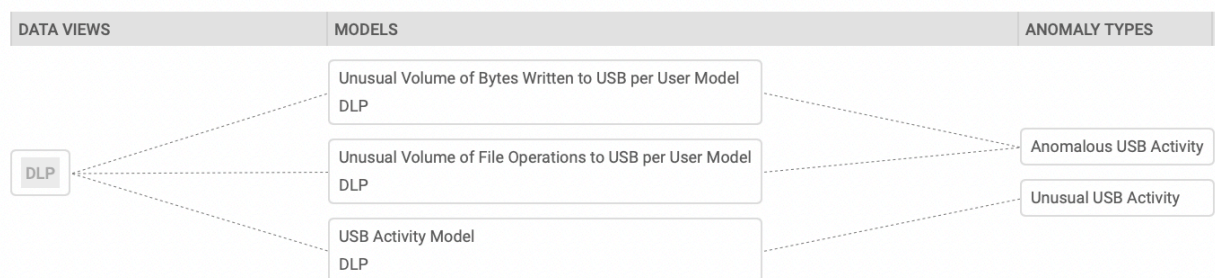 DATA VIEWS
MODELS
ANOMALY TYPES
Unusual Volume of Bytes Written to USB per User Model
DLP
DLP
Unusual Volume of File Operations to USB per User Model
DLP
USB Activity Model
DLP
Anomalous USB Activity
Unusual USB Activity